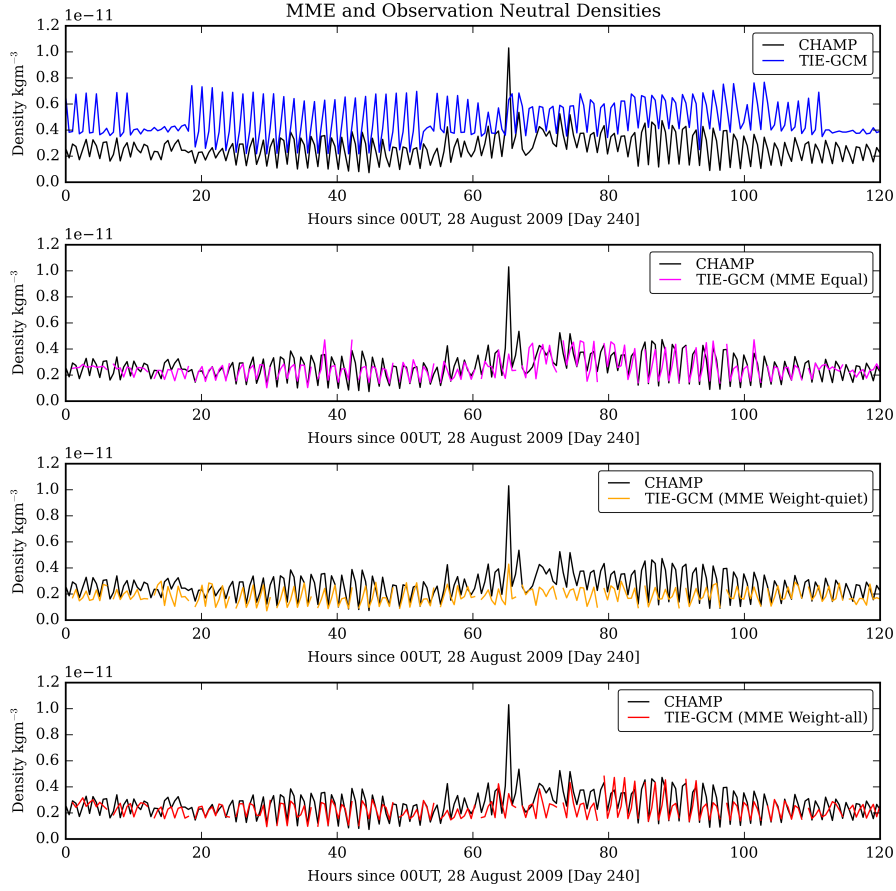 MME and Observation Neutral Densities
1e−11
Density kgm⁻³
1.2
1.0
0.8
0.6
0.4
0.2
0.0
CHAMP
TIE-GCM
0 20 40 60 80 100 120
Hours since 00UT, 28 August 2009 [Day 240]
1e−11
Density kgm⁻³
1.2
1.0
0.8
0.6
0.4
0.2
0.0
CHAMP
TIE-GCM (MME Equal)
0 20 40 60 80 100 120
Hours since 00UT, 28 August 2009 [Day 240]
1e−11
Density kgm⁻³
1.2
1.0
0.8
0.6
0.4
0.2
0.0
CHAMP
TIE-GCM (MME Weight-quiet)
0 20 40 60 80 100 120
Hours since 00UT, 28 August 2009 [Day 240]
1e−11
Density kgm⁻³
1.2
1.0
0.8
0.6
0.4
0.2
0.0
CHAMP
TIE-GCM (MME Weight-all)
0 20 40 60 80 100 120
Hours since 00UT, 28 August 2009 [Day 240]